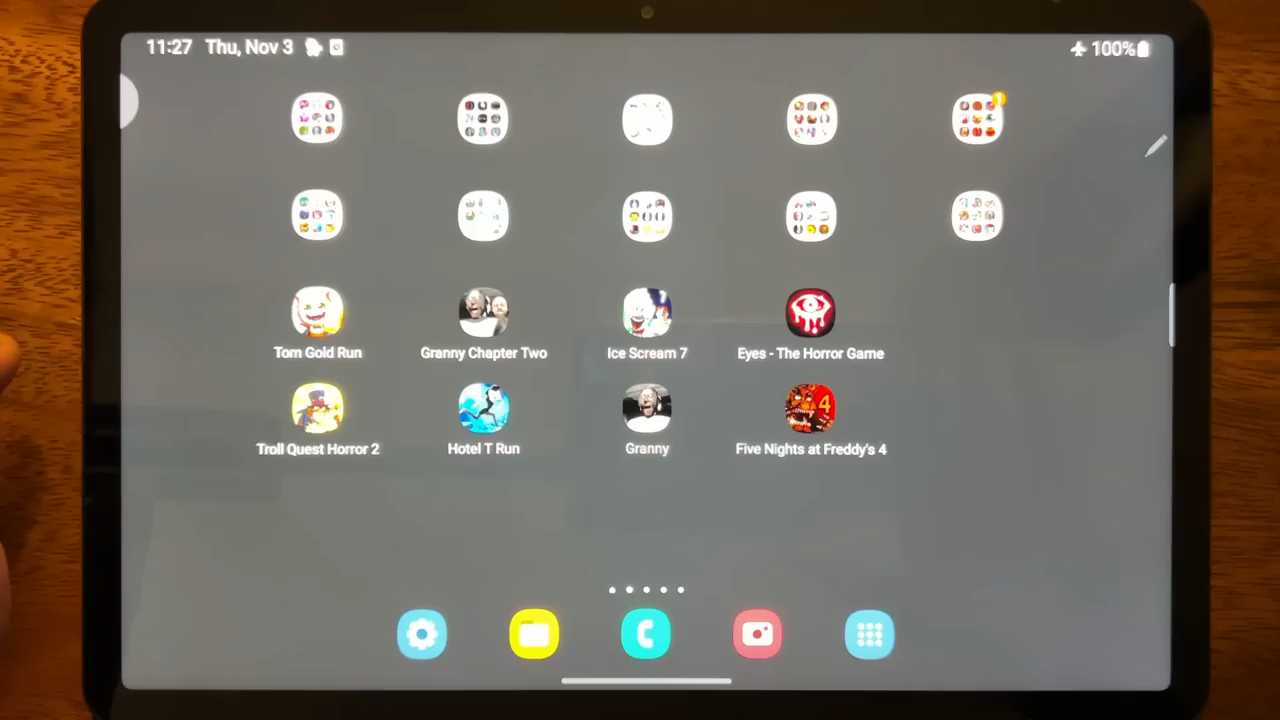 11:27 Thu, Nov 3
100%
Tom Gold Run
Granny Chapter Two
Ice Scream 7
Eyes - The Horror Game
Troll Quest Horror 2
Hotel T Run
Granny
4
Five Nights at Freddy's 4